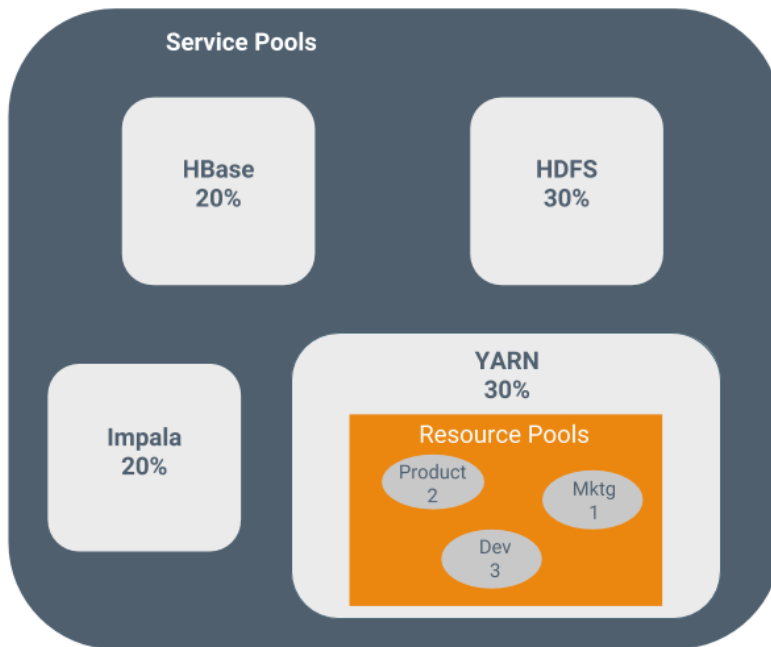 Service Pools
HBase
20%
HDFS
30%
Impala
20%
YARN
30%
Resource Pools
Product
2
Mktg
1
Dev
3